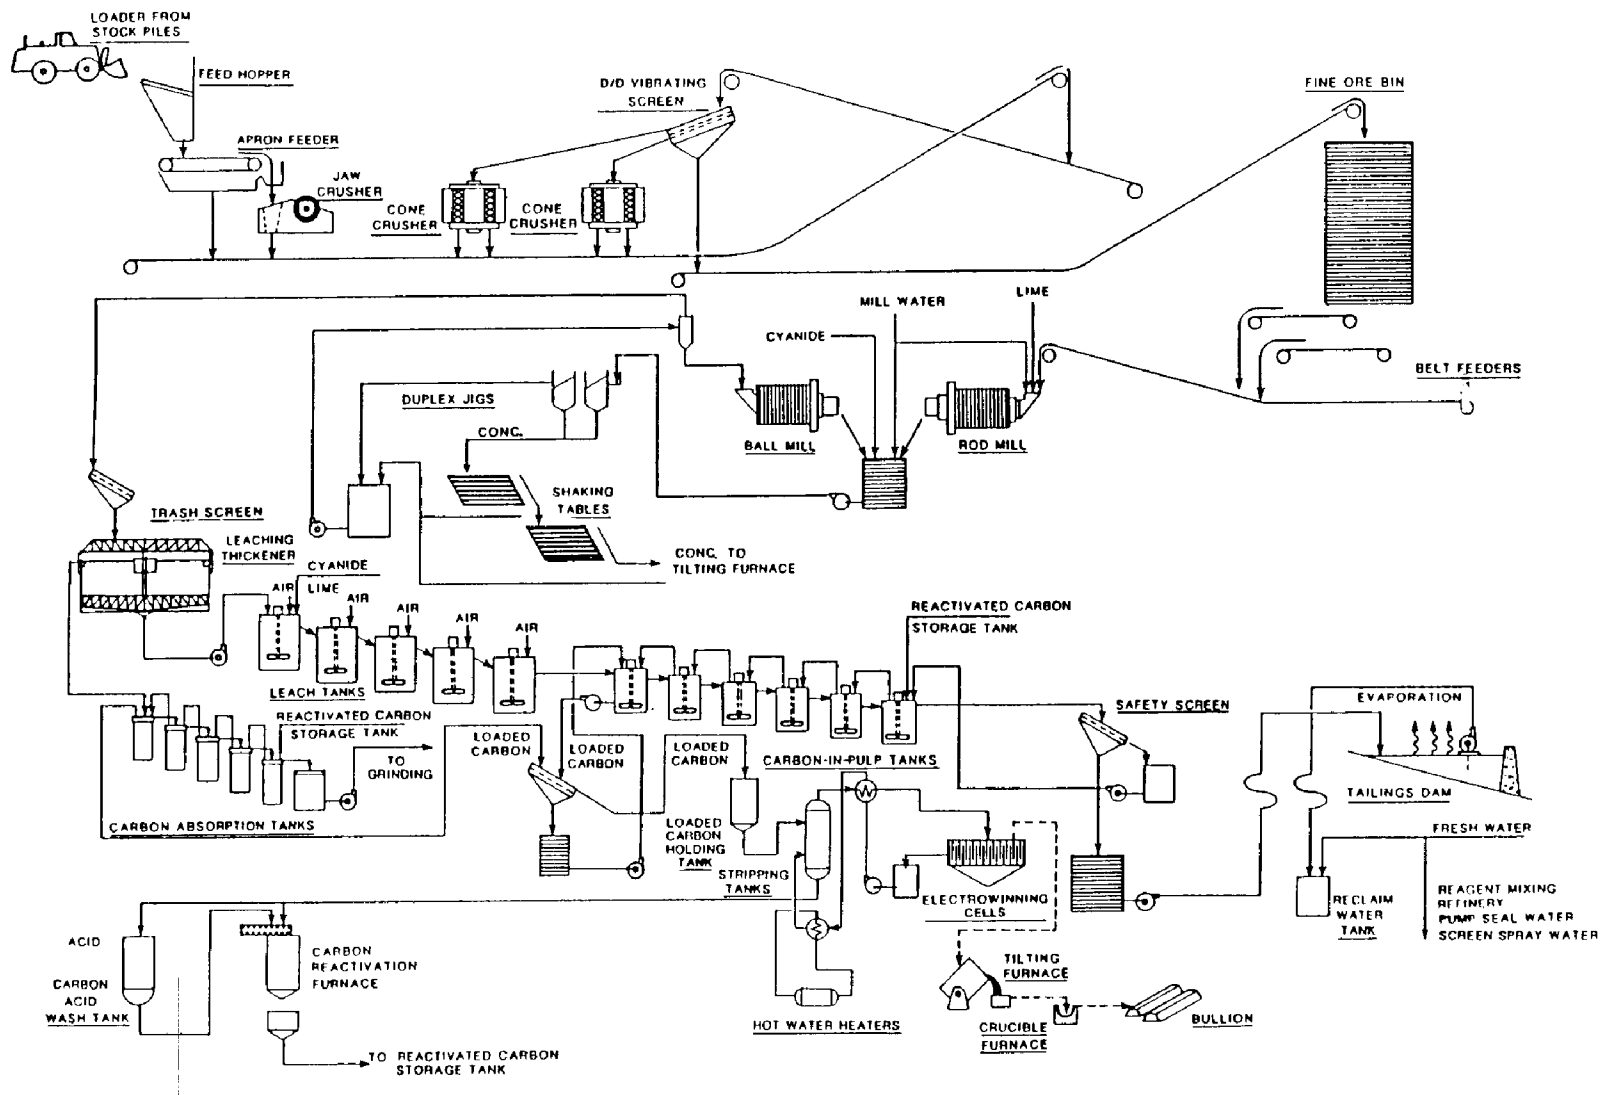 LOADER FROM
STOCK PILES
FEED HOPPER
APRON FEEDER
JAW
CRUSHER
CONE
CRUSHER
CONE
CRUSHER
D/D VIBRATING
SCREEN
FINE ORE BIN
MILL WATER
LIME
CYANIDE
BELT FEEDERS
DUPLEX JIGS
CONC.
BALL MILL
ROD MILL
SHAKING
TABLES
TRASH SCREEN
LEACHING
THICKENER
CONC. TO
TILTING FURNACE
CYANIDE
LIME
AIR
AIR
AIR
AIR
AIR
LEACH TANKS
REACTIVATED CARBON
STORAGE TANK
REACTIVATED CARBON
STORAGE TANK
TO
GRINDING
CARBON ABSORPTION TANKS
LOADED
CARBON
LOADED
CARBON
LOADED
CARBON
CARBON-IN-PULP TANKS
SAFETY SCREEN
EVAPORATION
TAILINGS DAM
FRESH WATER
LOADED
CARBON
HOLDING
TANK
STRIPPING
TANKS
ELECTROWINNING
CELLS
RECLAIM
WATER
TANK
REAGENT MIXING
REFINERY
PUMP SEAL WATER
SCREEN SPRAY WATER
ACID
CARBON
ACID
WASH TANK
CARBON
REACTIVATION
FURNACE
HOT WATER HEATERS
TILTING
FURNACE
CRUCIBLE
FURNACE
BULLION
TO REACTIVATED CARBON
STORAGE TANK